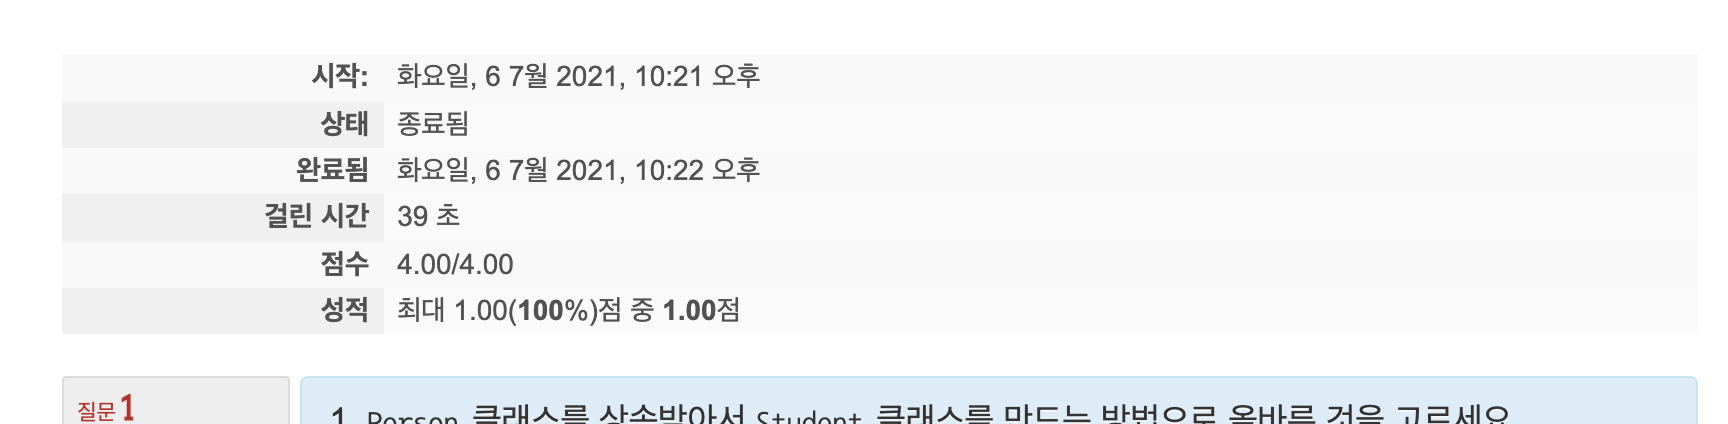 시작: 화요일, 6 7월 2021, 10:21 오후
상태 종료됨
완료됨 화요일, 6 7월 2021, 10:22 오후
걸린 시간 39 초
점수 4.00/4.00
성적 최대 1.00(100%)점 중 1.00점
질문 1
1. Person 클래스를 상속받아서 Student 클래스를 만드는 방법으로 올바른 것을 고르세요